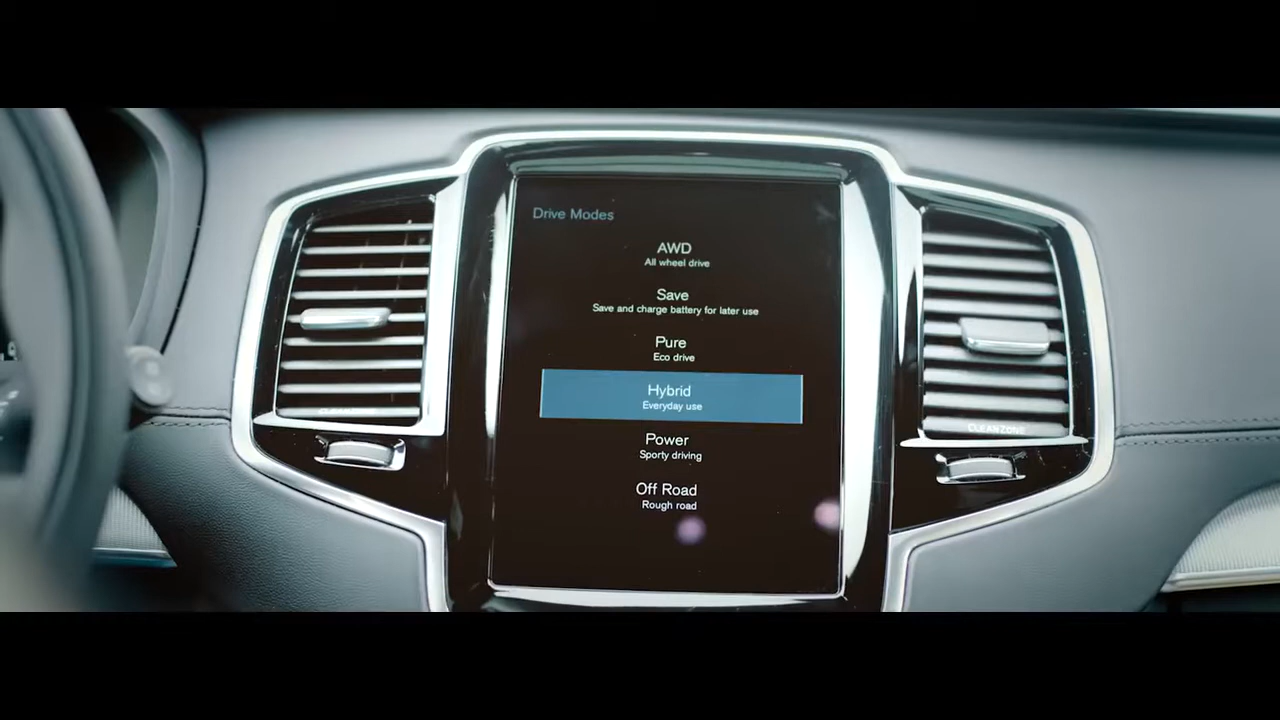 Drive Modes
AWD
All wheel drive
Save
Save and charge battery for later use
Pure
Eco drive
Hybrid
Everyday use
Power
Sporty driving
Off Road
Rough road
CLEANZONE
CLEANZONE